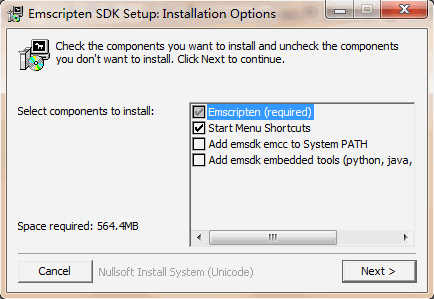 Emscripten SDK Setup: Installation Options
Check the components you want to install and uncheck the components
you don't want to install. Click Next to continue.
Select components to install:
Emscripten (required)
Start Menu Shortcuts
Add emsdk emcc to System PATH
Add emsdk embedded tools (python, java,
Space required: 564.4MB
Cancel
Nullsoft Install System (Unicode)
Next >